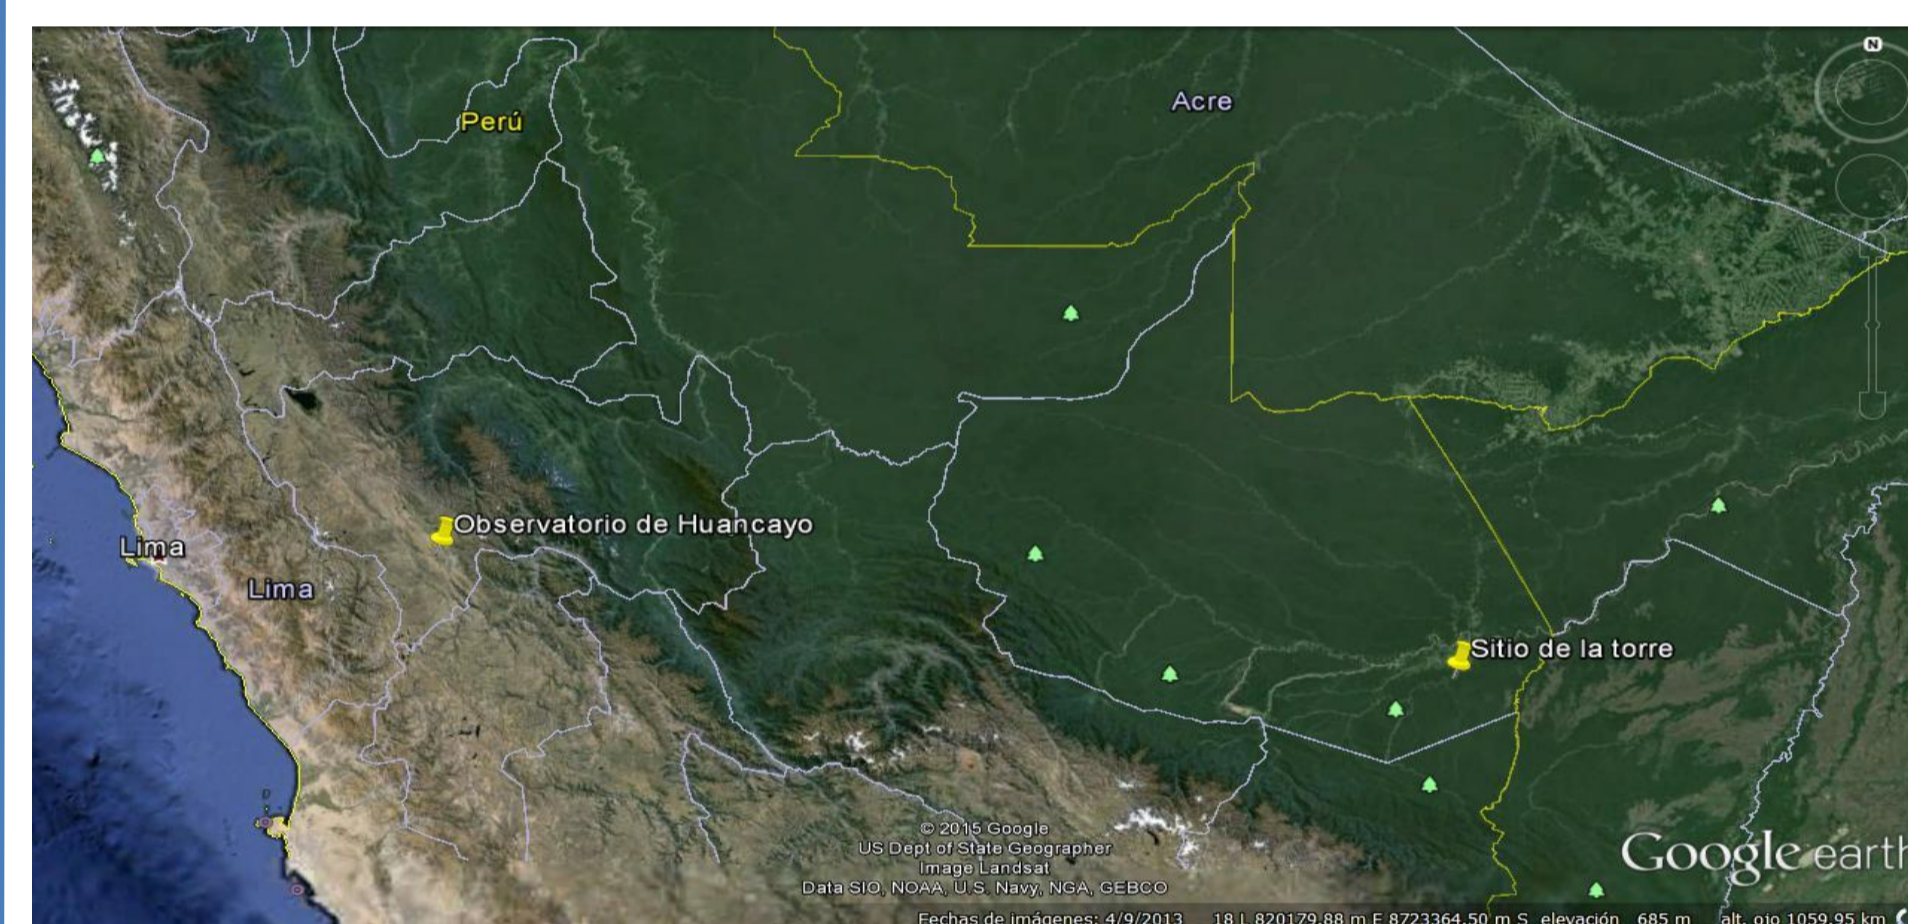 N
Acre
Perú
Observatorio de Huancayo
Lima
Lima
Sitio de la torre
© 2015 Google
US Dept of State Geographer
Image Landsat
Data SIO, NOAA, U.S. Navy, NGA, GEBCO
Google earth
Fechas de imágenes: 4/9/2013 18 L 820179.88 m E 8723364.50 m S elevación 685 m alt. ojo 1059.95 km